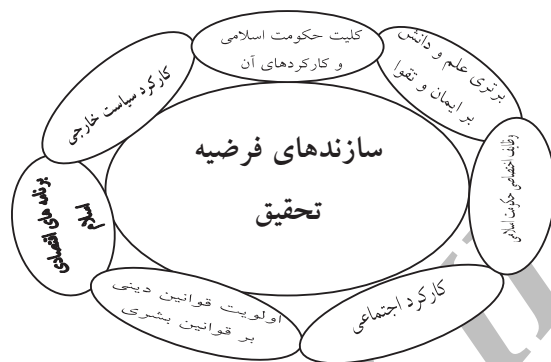 کلیت حکومت اسلامی
و کارکردهای آن
برتری علم و دانش
بر ایمان و تقوا
وظایف اختصاصی حکومت اسلامی
کارکرد اجتماعی
اولویت قوانین دینی
بر قوانین بشری
برنامه های اقتصادی
اسلام
کارکرد سیاست خارجی
سازندهای فرضیه
تحقیق